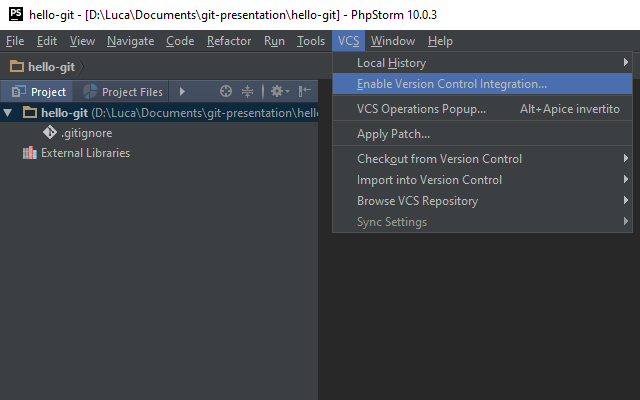 PS hello-git - [D:\Luca\Documents\git-presentation\hello-git] - PhpStorm 10.0.3
File Edit View Navigate Code Refactor Run Tools VCS Window Help
hello-git
Local History
Enable Version Control Integration...
Project Project Files
VCS Operations Popup... Alt+Apice invertito
hello-git (D:\Luca\Documents\git-presentation\hello
.gitignore
Apply Patch...
External Libraries
Checkout from Version Control
Import into Version Control
Browse VCS Repository
Sync Settings